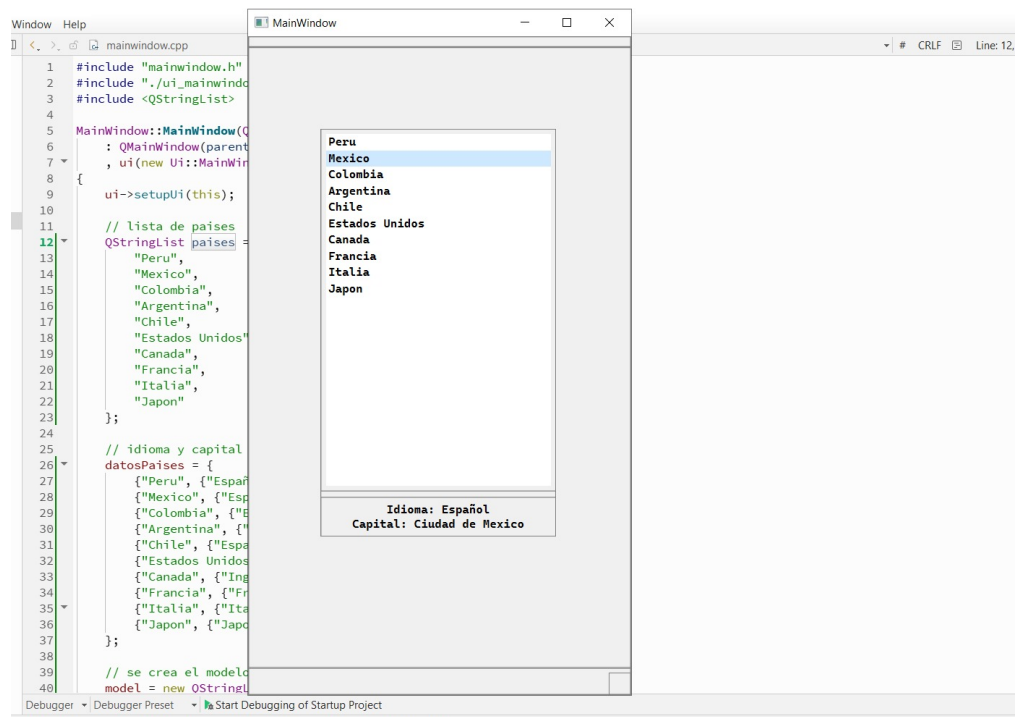 Window Help
MainWindow
mainwindow.cpp
# CRLF Line: 12,
1 #include "mainwindow.h"
2 #include "./ui_mainwindo
3 #include <QStringList>
4
5 MainWindow::MainWindow(Q
6 : QMainWindow(parent
7 , ui(new Ui::MainWin
8 {
9 ui->setupUi(this);
10
11 // lista de paises
12 QStringList paises =
13 "Peru",
14 "Mexico",
15 "Colombia",
16 "Argentina",
17 "Chile",
18 "Estados Unidos"
19 "Canada",
20 "Francia",
21 "Italia",
22 "Japon"
23 };
24
25 // idioma y capital
26 datosPaises = {
27 {"Peru", {"Españ
28 {"Mexico", {"Esp
29 {"Colombia", {"E
30 {"Argentina", {"
31 {"Chile", {"Espa
32 {"Estados Unidos
33 {"Canada", {"Ing
34 {"Francia", {"Fr
35 {"Italia", {"Ita
36 {"Japon", {"Japo
37 };
38
39 // se crea el modelo
40 model = new QStringL
Peru
Mexico
Colombia
Argentina
Chile
Estados Unidos
Canada
Francia
Italia
Japon
Idioma: Español
Capital: Ciudad de Mexico
Debugger Debugger Preset Start Debugging of Startup Project